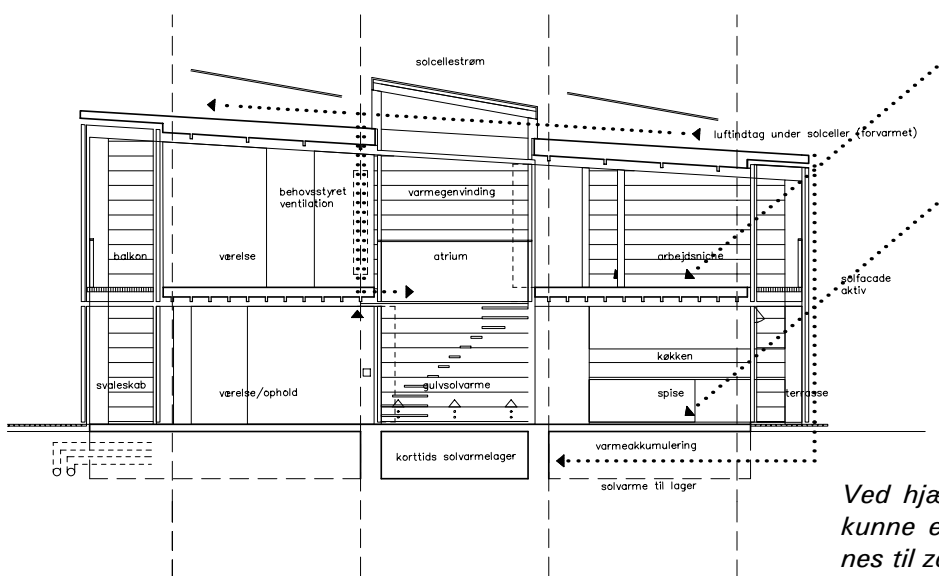 solcellestrøm
luftindtag under solceller (forvarmet)
behovsstyret
ventilation
varmegenvinding
balkon
værelse
atrium
arbejdsniche
solfacade
aktiv
køkken
svaleskab
værelse/ophold
gulvsolvarme
spise
terrasse
korttids solvarmelager
varmeakkumulering
solvarme til lager
Ved hjæ
kunne e
nes til zo